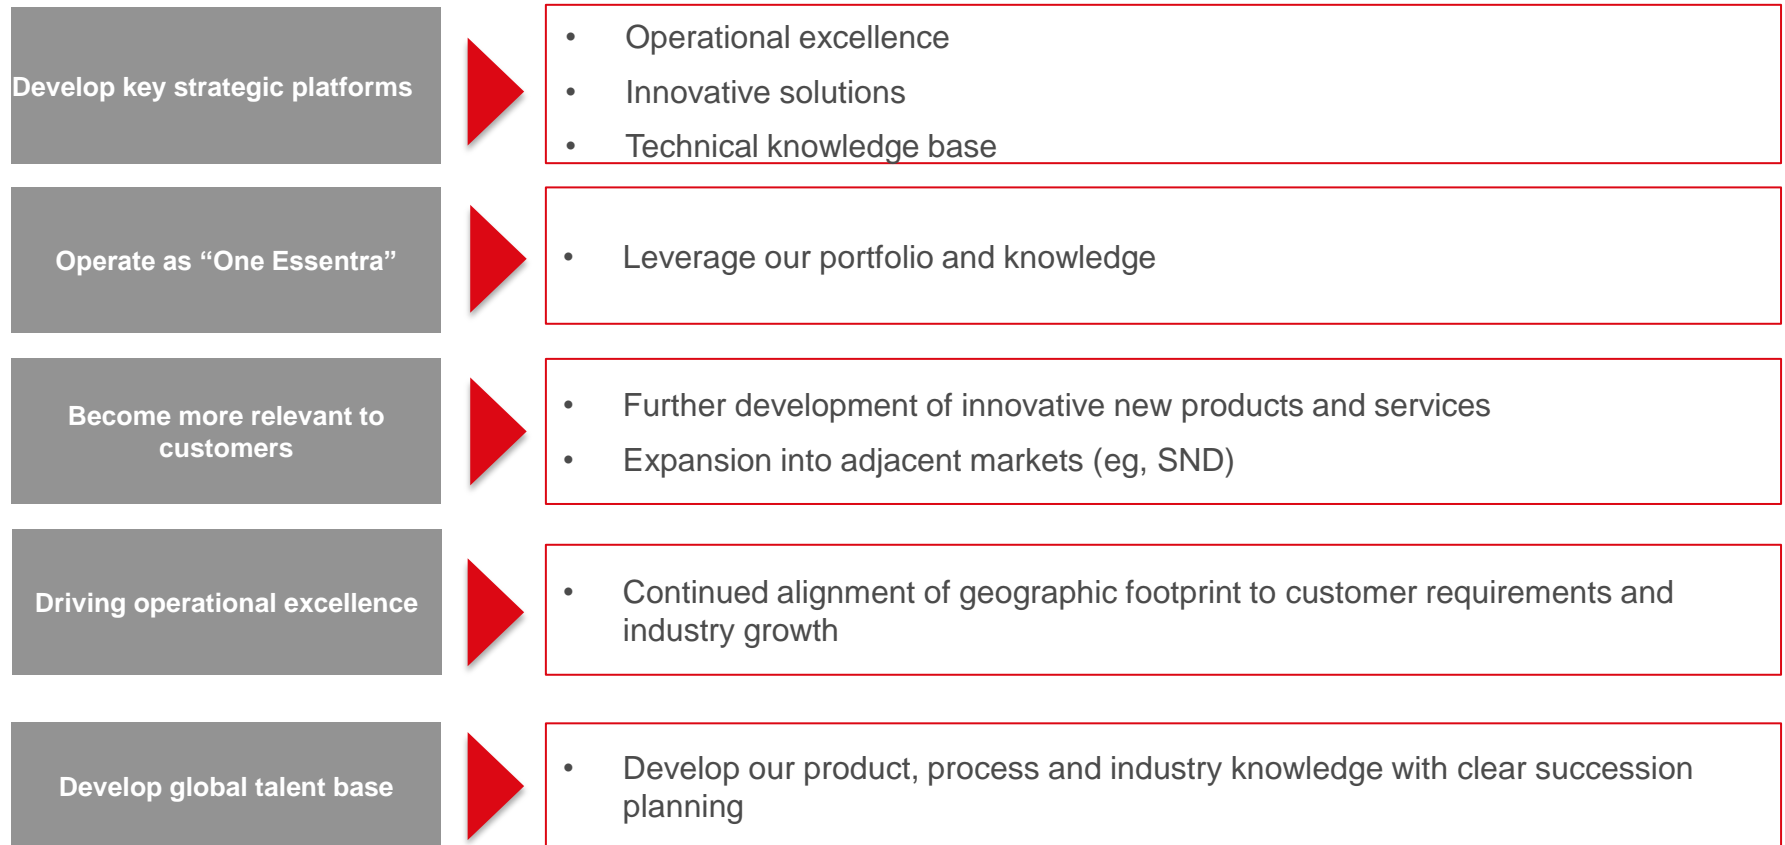 Develop key strategic platforms
• Operational excellence
• Innovative solutions
• Technical knowledge base
Operate as “One Essentra”
• Leverage our portfolio and knowledge
Become more relevant to
customers
• Further development of innovative new products and services
• Expansion into adjacent markets (eg, SND)
Driving operational excellence
• Continued alignment of geographic footprint to customer requirements and
industry growth
Develop global talent base
• Develop our product, process and industry knowledge with clear succession
planning